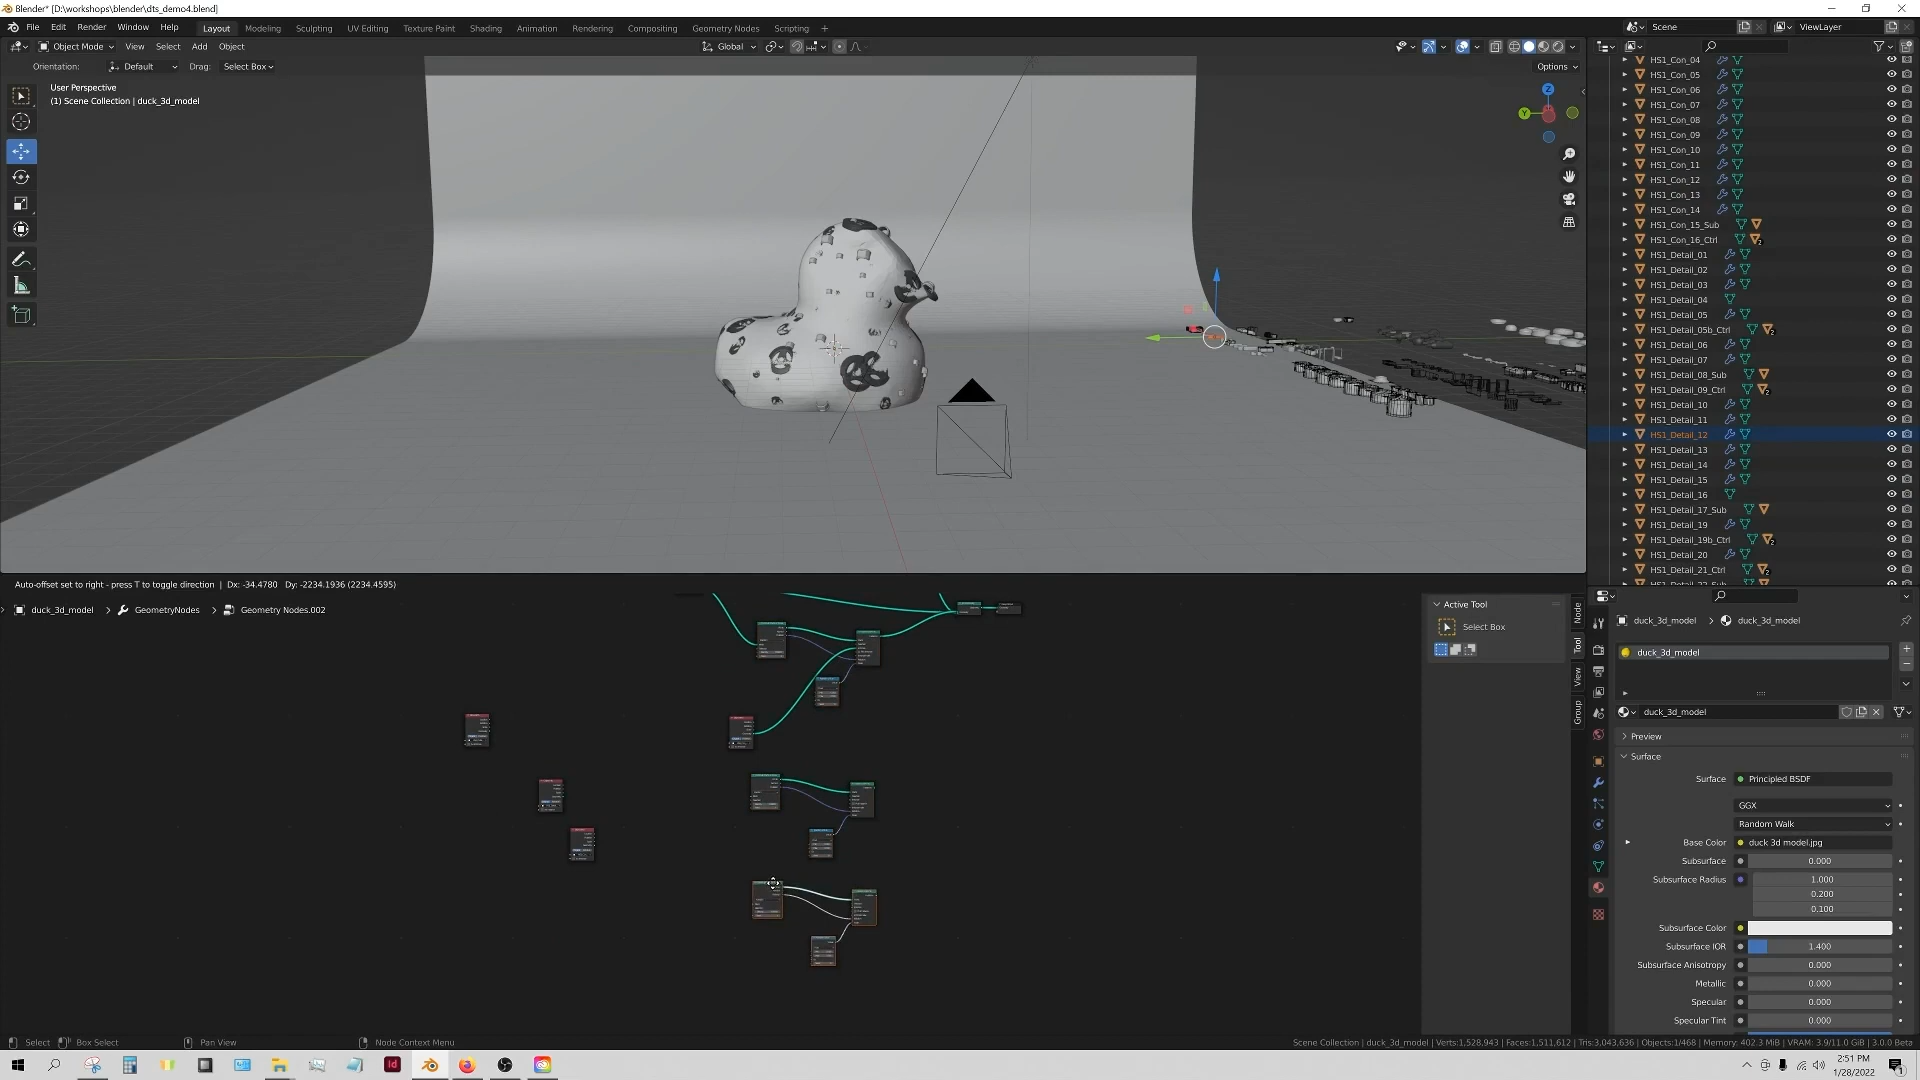 Blender* [D:\workshops\blender\dts_demo4.blend]
File Edit Render Window Help
Layout Modeling Sculpting UV Editing Texture Paint Shading Animation Rendering Compositing Geometry Nodes Scripting +
Scene
ViewLayer
Object Mode View Select Add Object
Global
Orientation: Default Drag: Select Box
Options
User Perspective
(1) Scene Collection | duck_3d_model
Z
Y
HS1_Con_04
HS1_Con_05
HS1_Con_06
HS1_Con_07
HS1_Con_08
HS1_Con_09
HS1_Con_10
HS1_Con_11
HS1_Con_12
HS1_Con_13
HS1_Con_14
HS1_Con_15_Sub
HS1_Con_16_Ctrl
HS1_Detail_01
HS1_Detail_02
HS1_Detail_03
HS1_Detail_04
HS1_Detail_05
HS1_Detail_05b_Ctrl
HS1_Detail_06
HS1_Detail_07
HS1_Detail_08_Sub
HS1_Detail_09_Ctrl
HS1_Detail_10
HS1_Detail_11
HS1_Detail_12
HS1_Detail_13
HS1_Detail_14
HS1_Detail_15
HS1_Detail_16
HS1_Detail_17_Sub
HS1_Detail_19
HS1_Detail_19b_Ctrl
HS1_Detail_20
HS1_Detail_21_Ctrl
HS1_Detail_22_Sub
Auto-offset set to right - press T to toggle direction | Dx: -34.4780 Dy: -2234.1936 (2234.4595)
duck_3d_model > GeometryNodes > Geometry Nodes.002
Active Tool
Select Box
Node
Tool
View
Group
duck_3d_model > duck_3d_model
duck_3d_model
duck_3d_model
Preview
Surface
Surface Principled BSDF
GGX
Random Walk
Base Color duck 3d model.jpg
Subsurface 0.000
Subsurface Radius 1.000
0.200
0.100
Subsurface Color
Subsurface IOR 1.400
Subsurface Anisotropy 0.000
Metallic 0.000
Specular 0.000
Specular Tint 0.000
Select Box Select Pan View Node Context Menu
Scene Collection | duck_3d_model | Verts:1,528,943 | Faces:1,511,612 | Tris:3,043,636 | Objects:1/468 | Memory: 402.3 MiB | VRAM: 3.9/11.0 GiB | 3.0.0 Beta
2:51 PM
1/28/2022